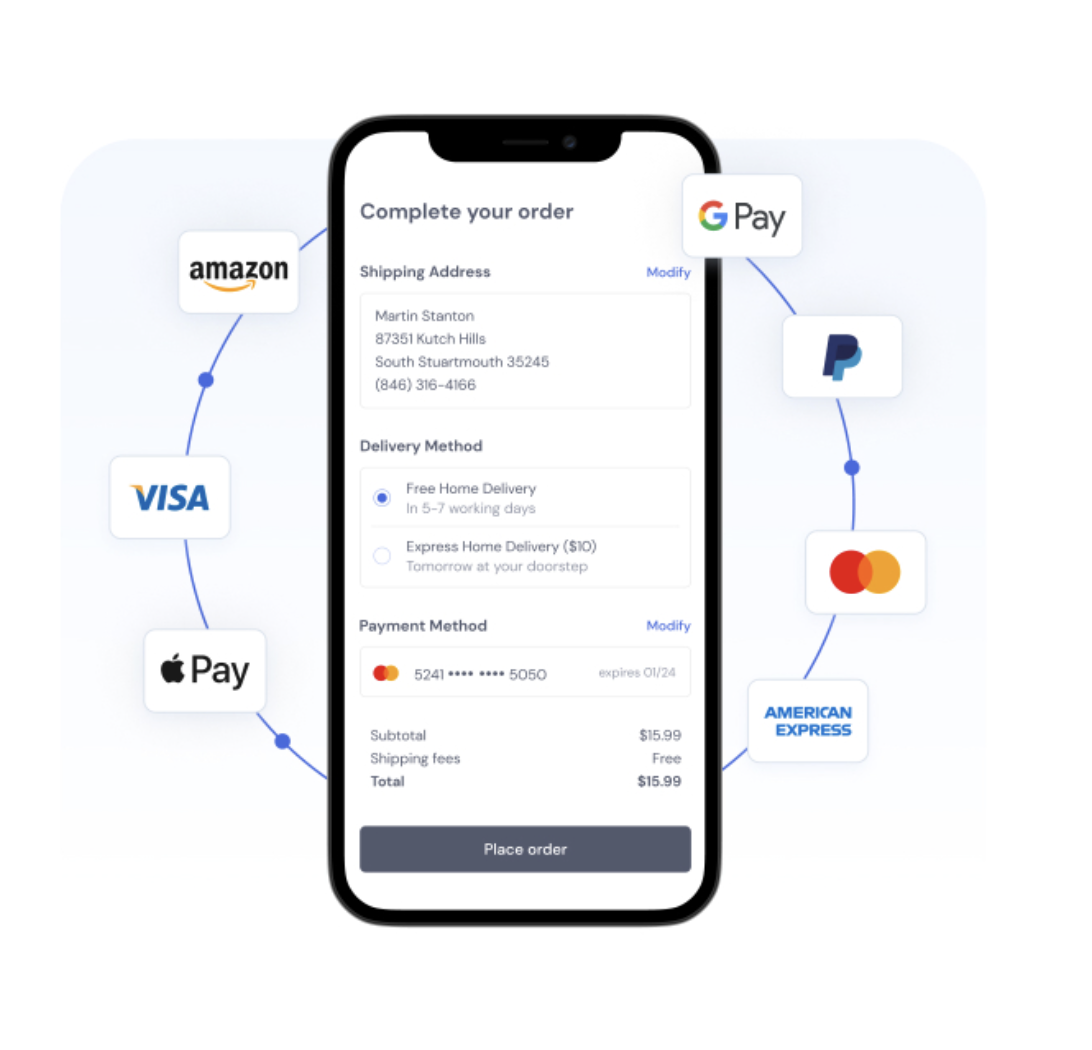 Complete your order
G Pay
Shipping Address Modify
amazon
Martin Stanton
87351 Kutch Hills
South Stuartmouth 35245
(846) 316-4166
P
Delivery Method
Free Home Delivery
In 5-7 working days
VISA
Express Home Delivery ($10)
Tomorrow at your doorstep
Payment Method Modify
5241 •••• •••• 5050 expires 01/24
Pay
AMERICAN
EXPRESS
Subtotal $15.99
Shipping fees Free
Total $15.99
Place order